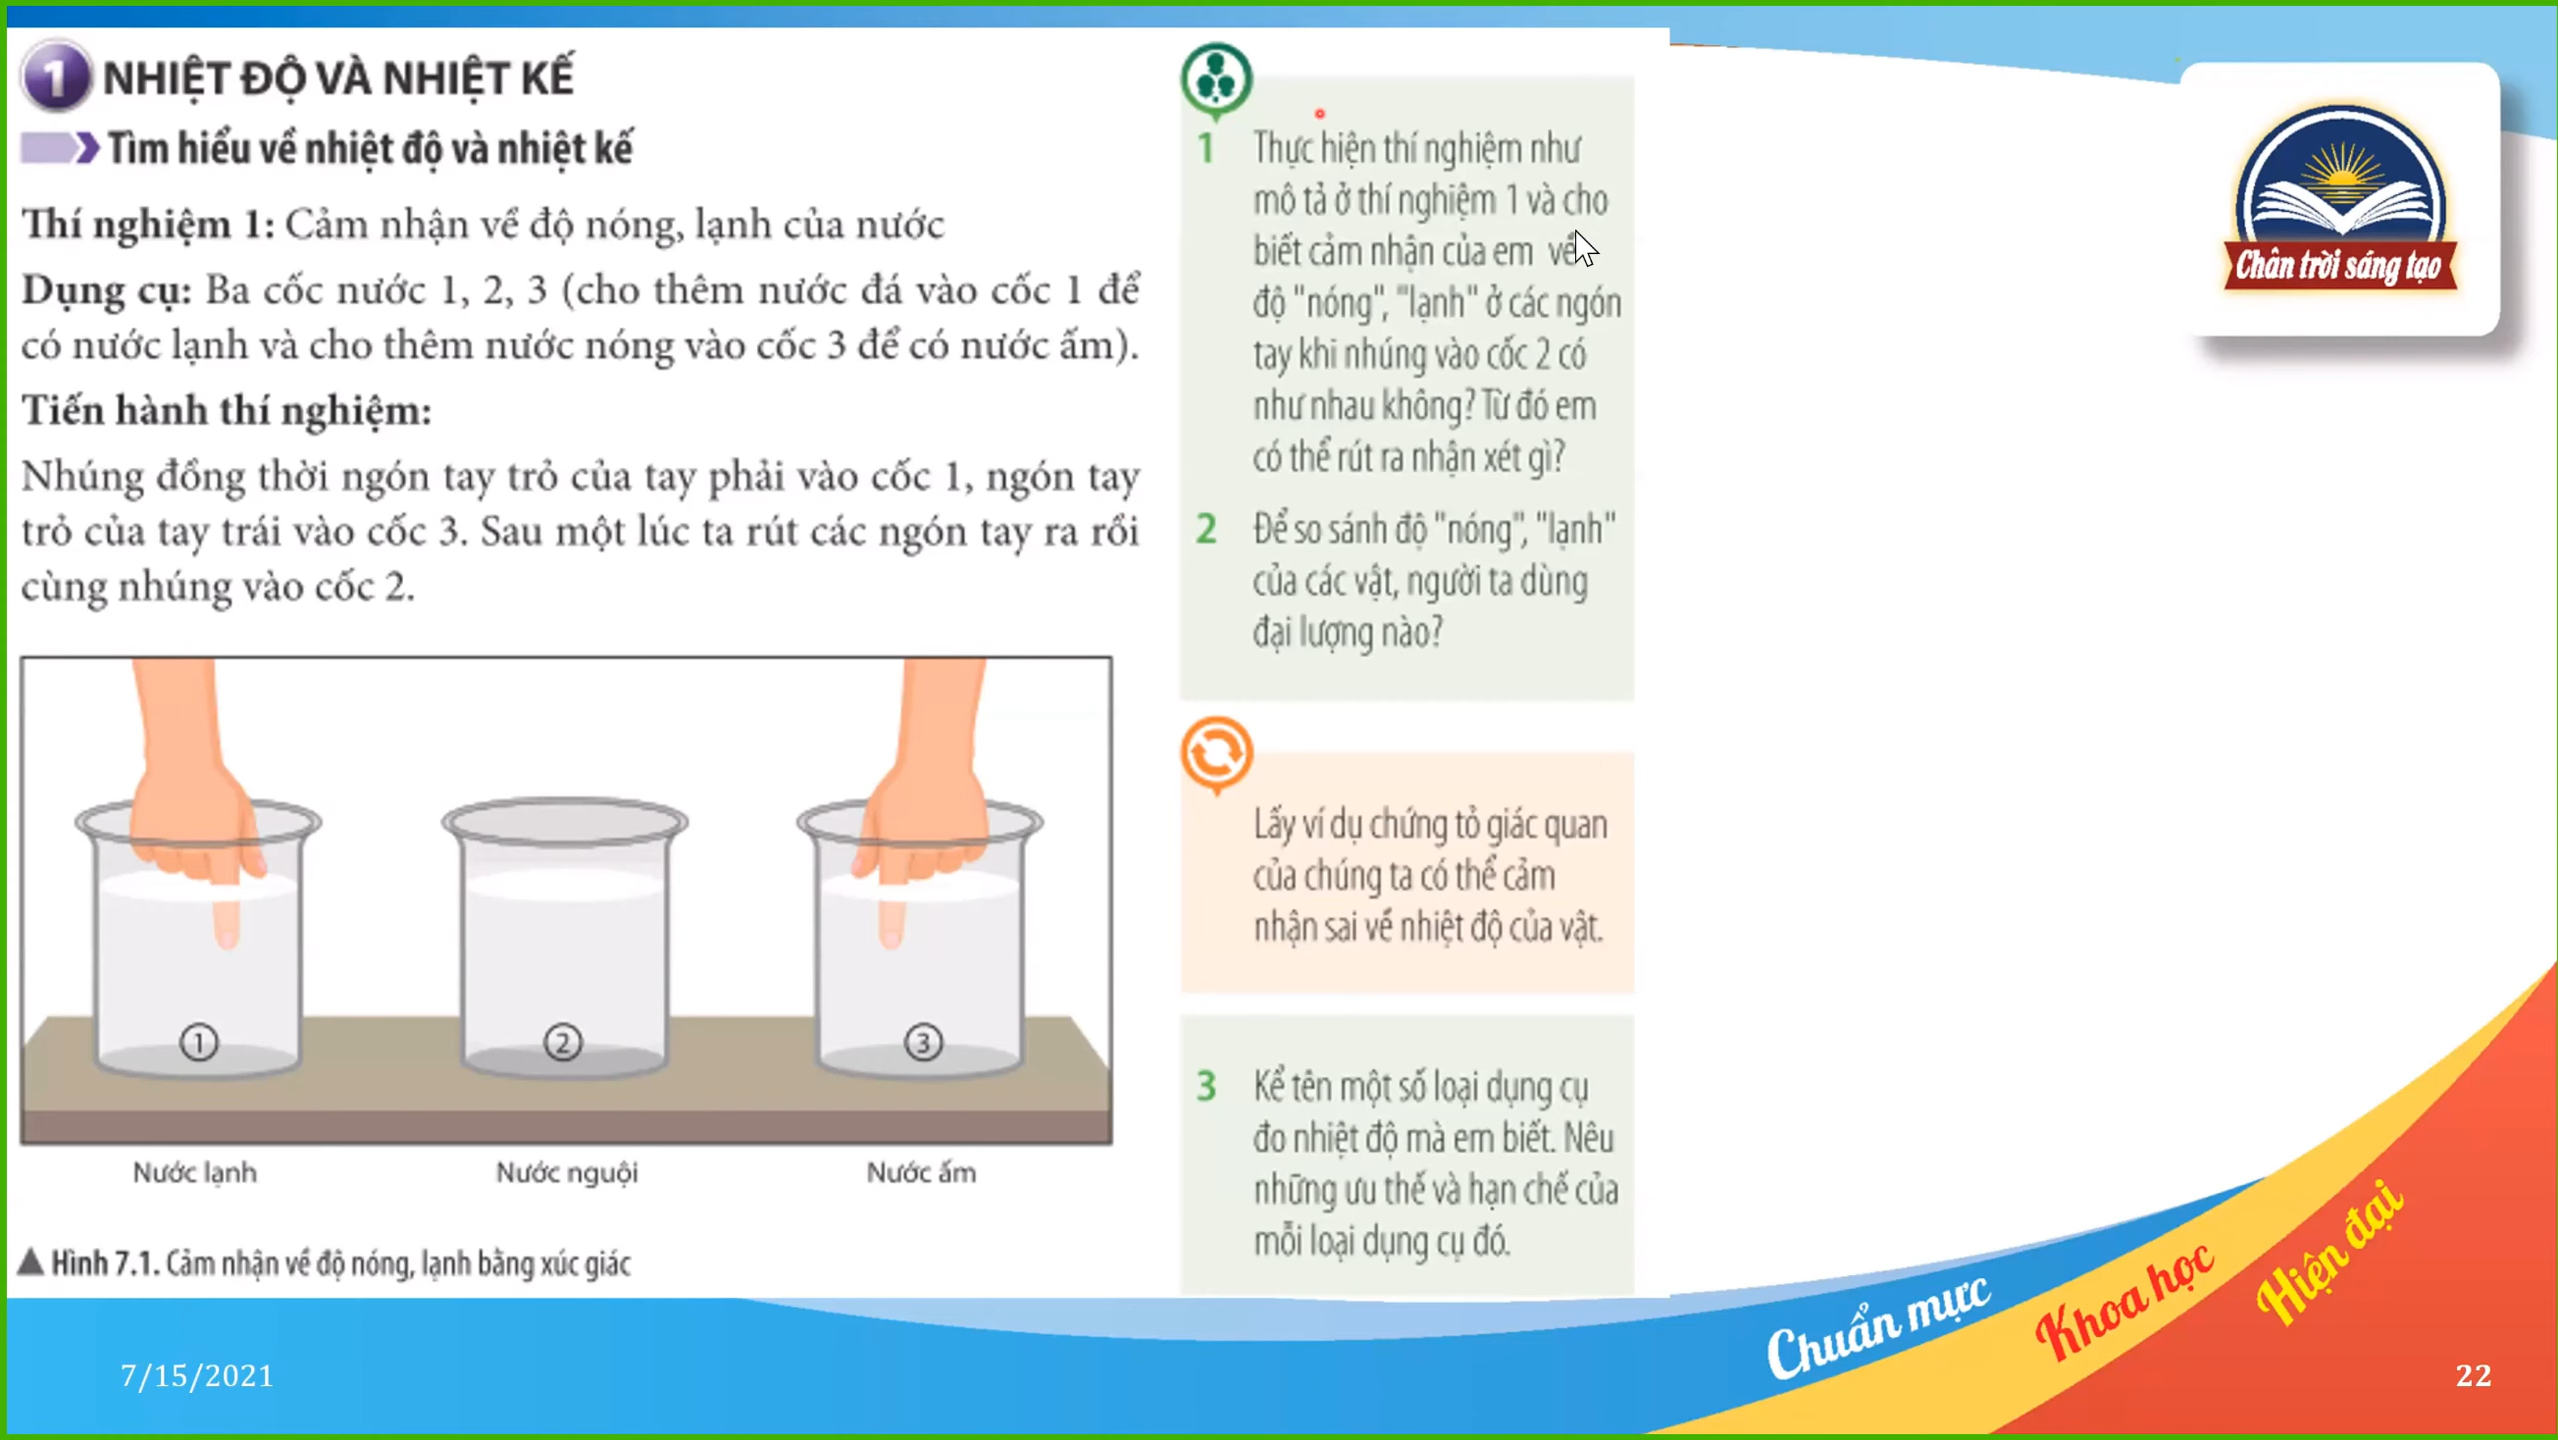 1 NHIỆT ĐỘ VÀ NHIỆT KẾ
Tìm hiểu về nhiệt độ và nhiệt kế
Thí nghiệm 1: Cảm nhận về độ nóng, lạnh của nước
Dụng cụ: Ba cốc nước 1, 2, 3 (cho thêm nước đá vào cốc 1 để
có nước lạnh và cho thêm nước nóng vào cốc 3 để có nước ấm).
Tiến hành thí nghiệm:
Nhúng đồng thời ngón tay trỏ của tay phải vào cốc 1, ngón tay
trỏ của tay trái vào cốc 3. Sau một lúc ta rút các ngón tay ra rồi
cùng nhúng vào cốc 2.
1
2
3
Nước lạnh
Nước nguội
Nước ấm
Hình 7.1. Cảm nhận về độ nóng, lạnh bằng xúc giác
1 Thực hiện thí nghiệm như
mô tả ở thí nghiệm 1 và cho
biết cảm nhận của em về
độ "nóng", "lạnh" ở các ngón
tay khi nhúng vào cốc 2 có
như nhau không? Từ đó em
có thể rút ra nhận xét gì?
2 Để so sánh độ "nóng", "lạnh"
của các vật, người ta dùng
đại lượng nào?
Lấy ví dụ chứng tỏ giác quan
của chúng ta có thể cảm
nhận sai về nhiệt độ của vật.
3 Kể tên một số loại dụng cụ
đo nhiệt độ mà em biết. Nêu
những ưu thế và hạn chế của
mỗi loại dụng cụ đó.
Chân trời sáng tạo
Chuẩn mực
Khoa học
Hiện đại
7/15/2021
22